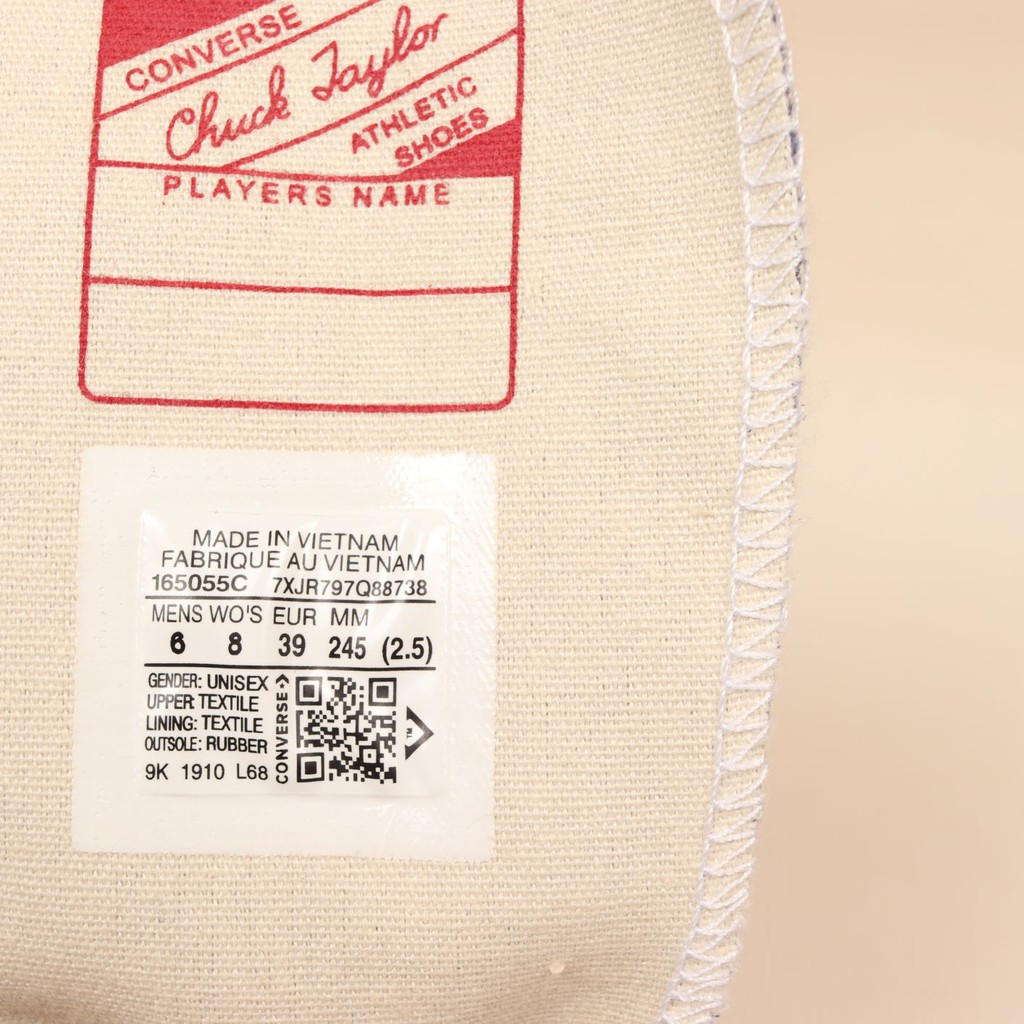 CONVERSE
Chuck Taylor
ATHLETIC
SHOES
PLAYERS NAME
MADE IN VIETNAM
FABRIQUE AU VIETNAM
165055C 7XJR797Q88738
MENS WO'S EUR MM
6 8 39 245 (2.5)
GENDER: UNISEX
UPPER: TEXTILE
LINING: TEXTILE
OUTSOLE: RUBBER
9K 1910 L68
CONVERSE
TM